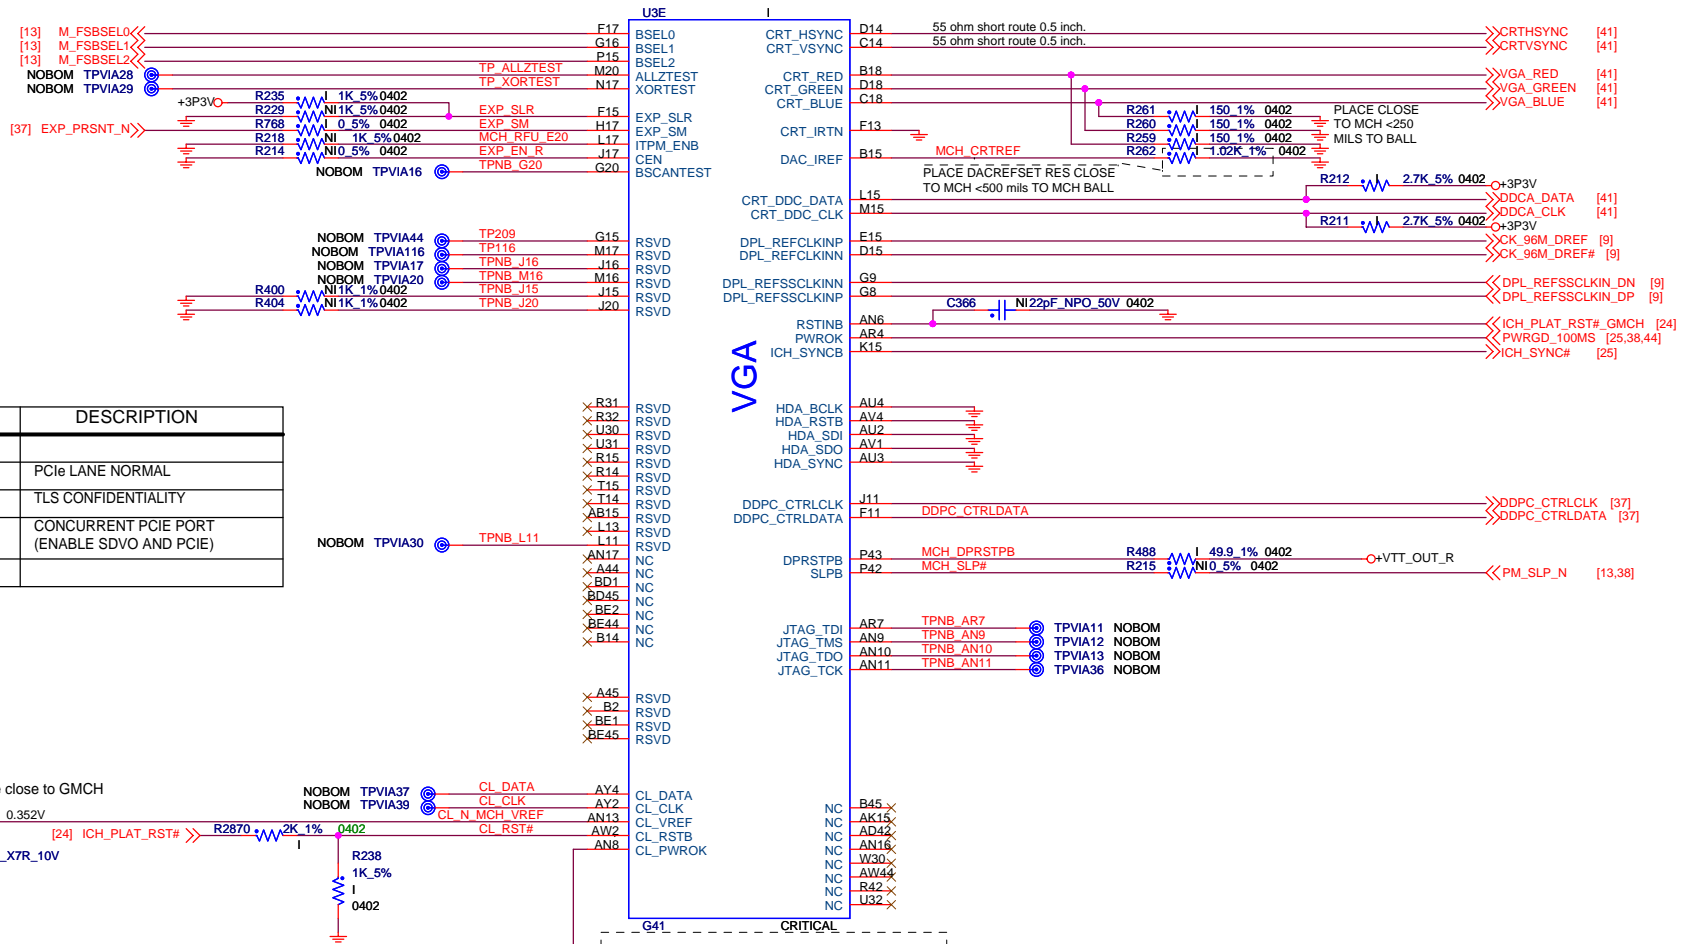 U3E I
[13] M_FSBSEL0 F17 BSEL0 CRT_HSYNC D14 55 ohm short route 0.5 inch. CRTHSYNC [41]
[13] M_FSBSEL1 G16 BSEL1 CRT_VSYNC C14 55 ohm short route 0.5 inch. CRTVSYNC [41]
[13] M_FSBSEL2 P15 BSEL2
NOBOM TPVIA28 TP_ALLZTEST M20 ALLZTEST CRT_RED B18 VGA_RED [41]
NOBOM TPVIA29 TP_XORTEST N17 XORTEST CRT_GREEN D18 VGA_GREEN [41]
+3P3V R235 I 1K_5% 0402 CRT_BLUE C18 VGA_BLUE [41]
R229 NI 1K_5% 0402 EXP_SLR F15 EXP_SLR R261 I 150_1% 0402 PLACE CLOSE
[37] EXP_PRSNT_N R768 I 0_5% 0402 EXP_SM H17 EXP_SM CRT_IRTN F13 R260 I 150_1% 0402 TO MCH <250
R218 NI 1K_5% 0402 MCH_RFU_E20 L17 ITPM_ENB R259 I 150_1% 0402 MILS TO BALL
R214 NI 0_5% 0402 EXP_EN_R J17 CEN DAC_IREF B15 MCH_CRTREF R262 I 1.02K_1% 0402
NOBOM TPVIA16 TPNB_G20 G20 BSCANTEST PLACE DACREFSET RES CLOSE
TO MCH <500 mils TO MCH BALL
R212 I 2.7K_5% 0402 +3P3V
CRT_DDC_DATA L15 DDCA_DATA [41]
CRT_DDC_CLK M15 DDCA_CLK [41]
R211 I 2.7K_5% 0402 +3P3V
NOBOM TPVIA44 TP209 G15 RSVD DPL_REFCLKINP E15 CK_96M_DREF [9]
NOBOM TPVIA116 TP116 M17 RSVD DPL_REFCLKINN D15 CK_96M_DREF# [9]
NOBOM TPVIA17 TPNB_J16 J16 RSVD
NOBOM TPVIA20 TPNB_M16 M16 RSVD DPL_REFSSCLKINN G9 DPL_REFSSCLKIN_DN [9]
R400 NI 1K_1% 0402 TPNB_J15 J15 RSVD DPL_REFSSCLKINP G8 DPL_REFSSCLKIN_DP [9]
R404 NI 1K_1% 0402 TPNB_J20 J20 RSVD C366 NI 22pF_NPO_50V 0402
RSTINB AN6 ICH_PLAT_RST#_GMCH [24]
PWROK AR4 PWRGD_100MS [25,38,44]
ICH_SYNCB K15 ICH_SYNC# [25]
VGA
R31 RSVD HDA_BCLK AU4
R32 RSVD HDA_RSTB AV4
U30 RSVD HDA_SDI AU2
U31 RSVD HDA_SDO AV1
R15 RSVD HDA_SYNC AU3
R14 RSVD
T15 RSVD
T14 RSVD DDPC_CTRLCLK J11 DDPC_CTRLCLK [37]
AB15 RSVD DDPC_CTRLDATA F11 DDPC_CTRLDATA DDPC_CTRLDATA [37]
L13 RSVD
NOBOM TPVIA30 TPNB_L11 L11 RSVD
AN17 NC DPRSTPB P43 MCH_DPRSTPB R488 I 49.9_1% 0402 +VTT_OUT_R
A44 NC SLPB P42 MCH_SLP# R215 NI 0_5% 0402 PM_SLP_N [13,38]
BD1 NC
BD45 NC
BE2 NC
BE44 NC JTAG_TDI AR7 TPNB_AR7 TPVIA11 NOBOM
B14 NC JTAG_TMS AN9 TPNB_AN9 TPVIA12 NOBOM
JTAG_TDO AN10 TPNB_AN10 TPVIA13 NOBOM
JTAG_TCK AN11 TPNB_AN11 TPVIA36 NOBOM
A45 RSVD
B2 RSVD
BE1 RSVD
BE45 RSVD
DESCRIPTION
PCIe LANE NORMAL
TLS CONFIDENTIALITY
CONCURRENT PCIE PORT
(ENABLE SDVO AND PCIE)
close to GMCH
NOBOM TPVIA37 CL_DATA AY4 CL_DATA
NOBOM TPVIA39 CL_CLK AY2 CL_CLK NC B45
0.352V CL_N_MCH_VREF AN13 CL_VREF NC AK15
[24] ICH_PLAT_RST# R2870 2K_1% 0402 I CL_RST# AW2 CL_RSTB NC AD42
AN8 CL_PWROK NC AN16
_X7R_10V R238 NC W30
1K_5% NC AW44
I NC R42
0402 NC U32
G41 CRITICAL